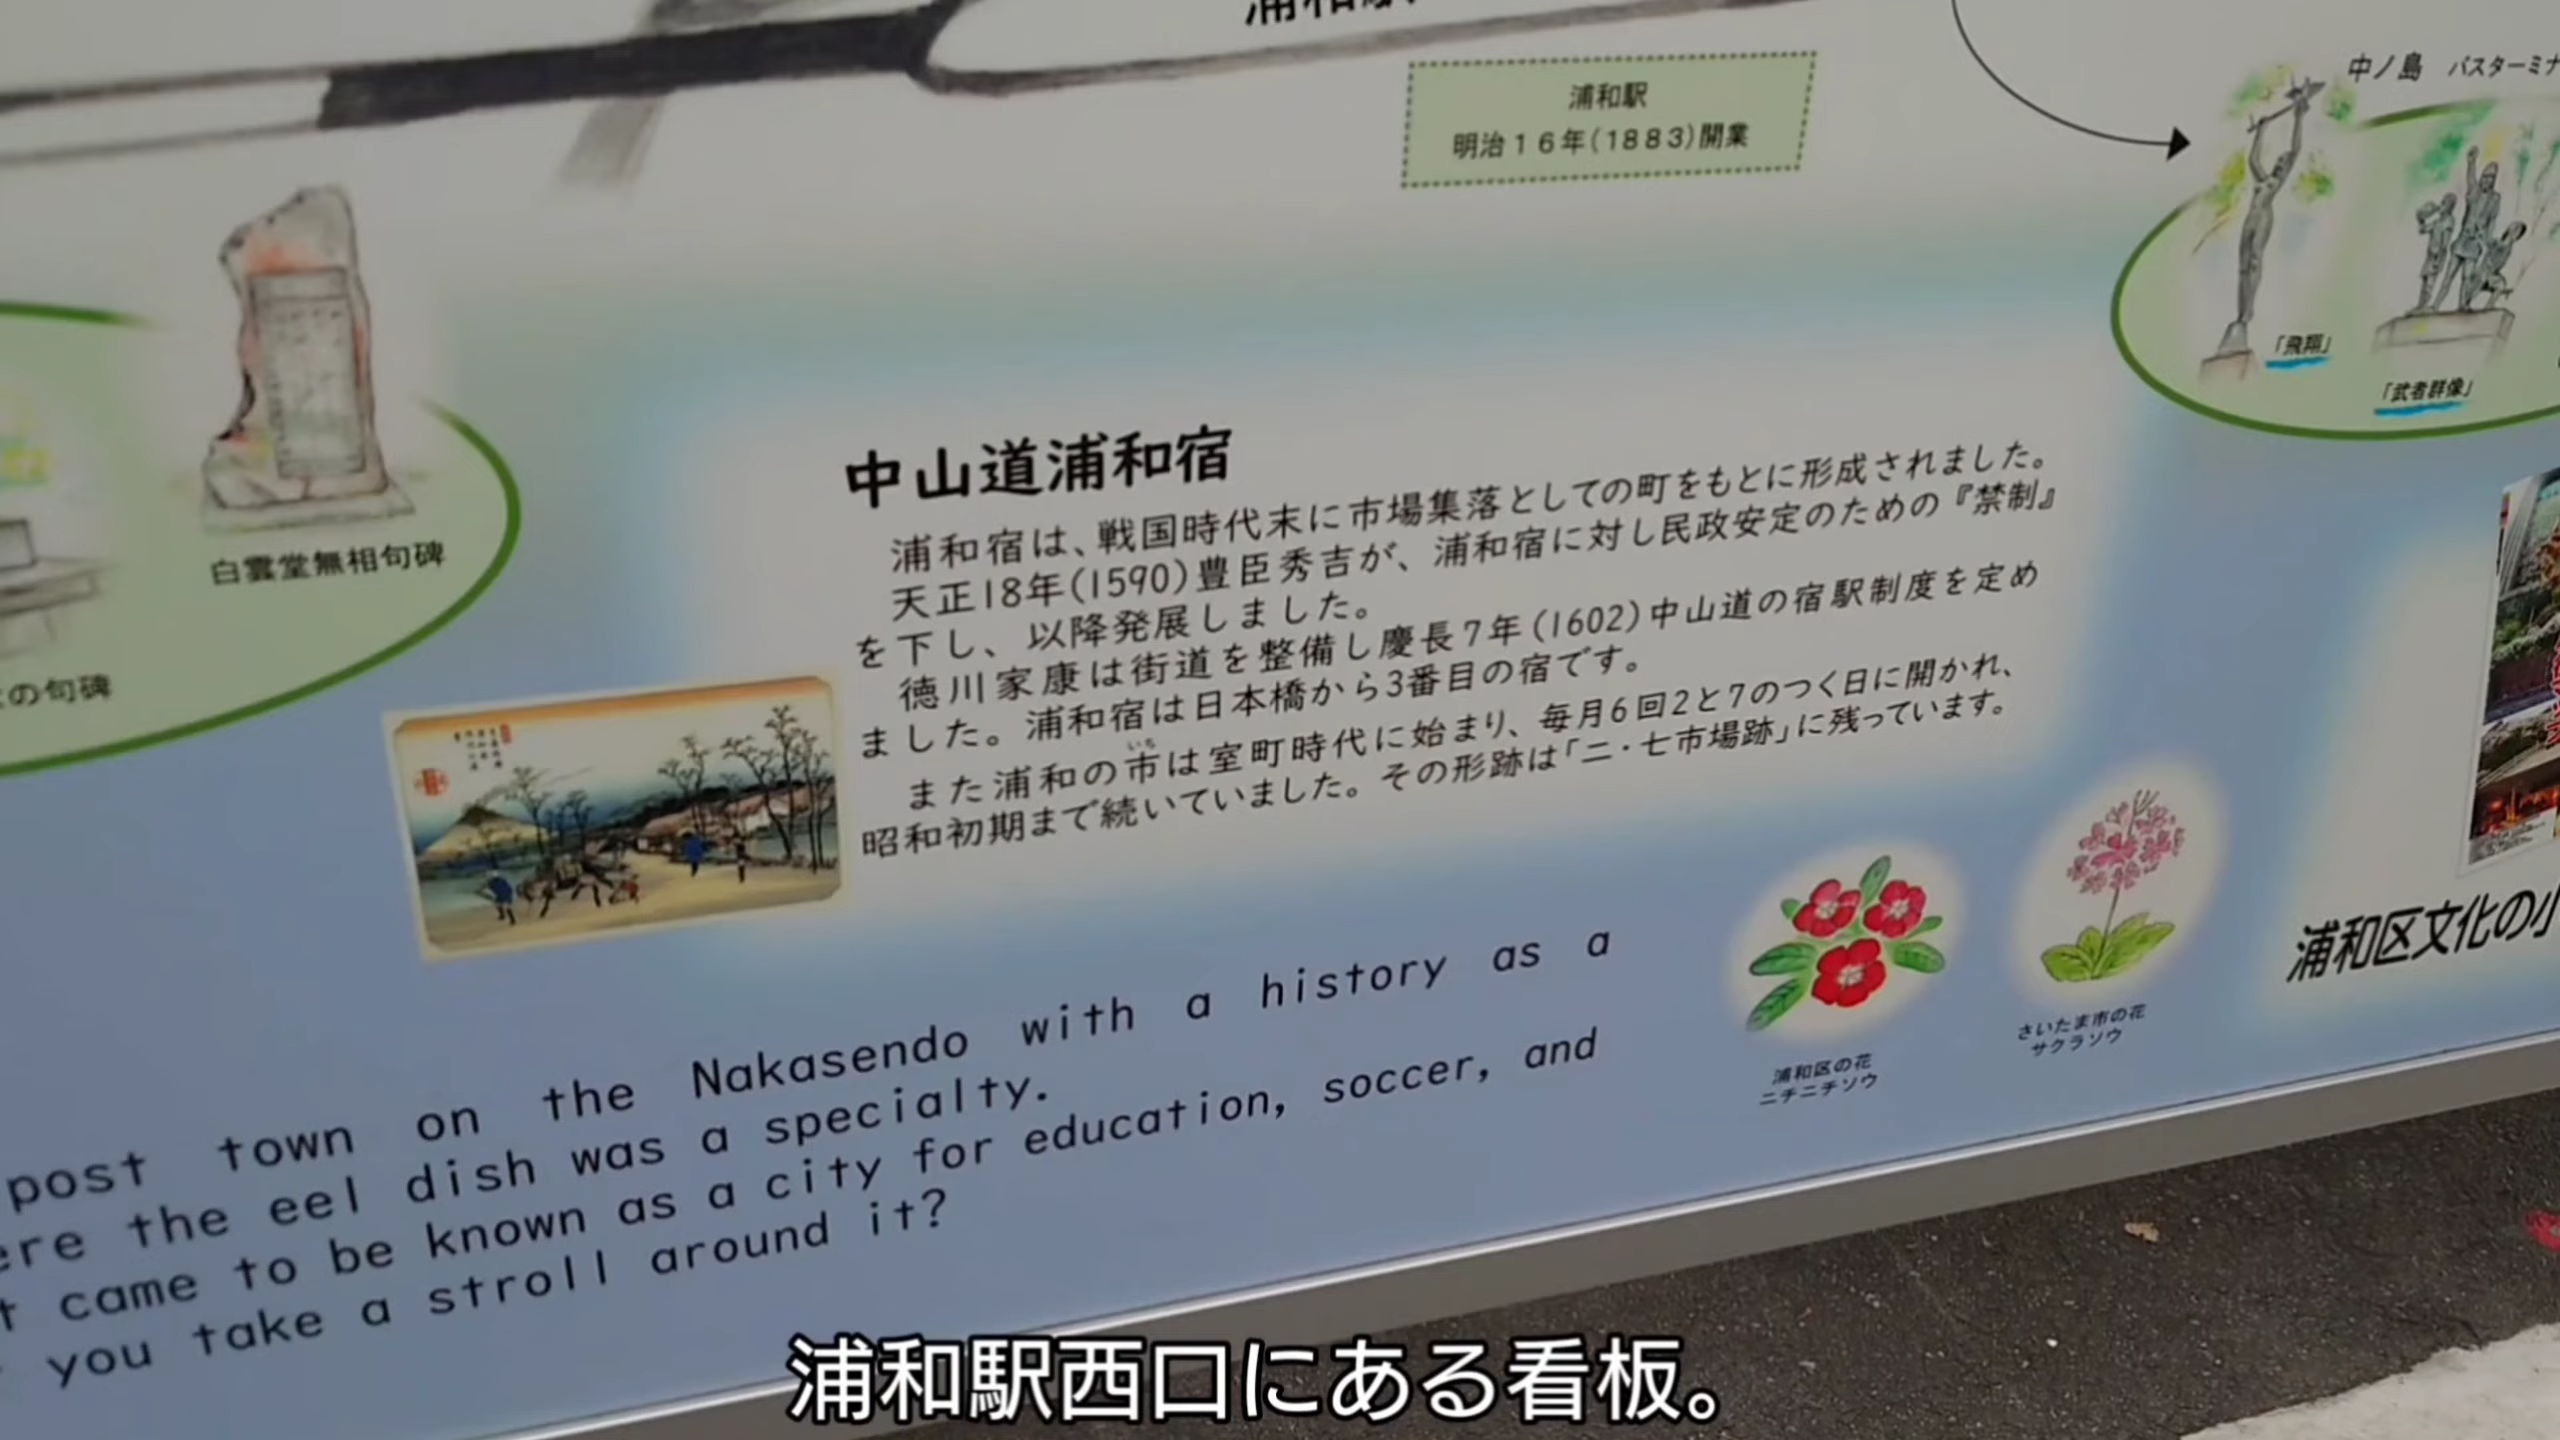 浦和駅
明治16年(1883)開業
中ノ島 バスターミナ
「飛翔」
「武者群像」
白雲堂無相句碑
の句碑
中山道浦和宿
浦和宿は、戦国時代末に市場集落としての町をもとに形成されました。
天正18年(1590)豊臣秀吉が、浦和宿に対し民政安定のための『禁制』
を下し、以降発展しました。
徳川家康は街道を整備し慶長7年(1602)中山道の宿駅制度を定め
ました。浦和宿は日本橋から3番目の宿です。
また浦和の市は室町時代に始まり、毎月6回2と7のつく日に開かれ、
いち
昭和初期まで続いていました。その形跡は「二・七市場跡」に残っています。
post town on the Nakasendo with a history as a
ere the eel dish was a specialty.
t came to be known as a city for education, soccer, and
you take a stroll around it?
浦和区の花
ニチニチソウ
さいたま市の花
サクラソウ
浦和区文化の小
浦和駅西口にある看板。